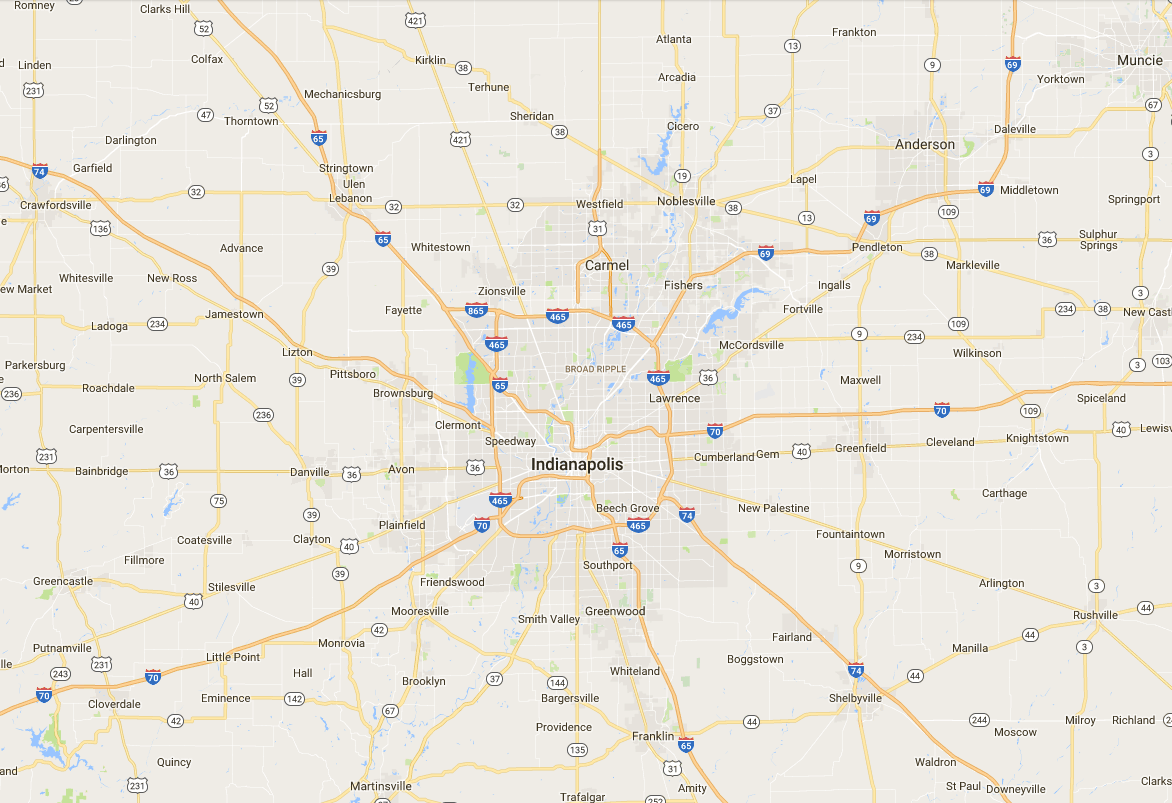 Romney
Clarks Hill
52
421
Atlanta
Frankton
13
9
69
Muncie
Colfax
Linden
231
Kirklin
38
Terhune
Arcadia
Yorktown
Mechanicsburg
52
47
Thorntown
Sheridan
37
67
65
421
38
Cicero
Daleville
Darlington
Anderson
3
74
Garfield
Stringtown
Ulen
Lebanon
19
Lapel
69
Middletown
32
32
32
Westfield
Noblesville
38
13
69
109
Springport
Crawfordsville
136
31
65
Advance
Whitestown
Pendleton
38
36
Sulphur
Springs
69
Carmel
Markleville
39
Whitesville
New Ross
Zionsville
Fishers
Ingalls
3
ew Market
Fayette
865
465
465
Fortville
234
38
New Castl
Jamestown
234
Ladoga
109
465
9
234
McCordsville
Wilkinson
Lizton
Parkersburg
BROAD RIPPLE
3
103
Pittsboro
North Salem
39
65
465
36
Maxwell
Roachdale
236
Brownsburg
Lawrence
Spiceland
236
70
109
Clermont
70
Carpentersville
Speedway
40
Lewisv
Knightstown
Cleveland
Greenfield
231
Cumberland
Gem
40
Indianapolis
Morton
Bainbridge
36
Danville
36
Avon
36
75
465
Carthage
39
Beech Grove
New Palestine
74
Plainfield
70
465
Coatesville
Clayton
40
65
Fountaintown
Morristown
Fillmore
Southport
9
39
Greencastle
Stilesville
Friendswood
Arlington
3
40
Mooresville
Greenwood
44
Smith Valley
Rushville
42
Fairland
44
Putnamville
Monrovia
Manilla
3
Little Point
231
Boggstown
243
70
Hall
Whiteland
74
44
Brooklyn
37
144
70
Eminence
142
Bargersville
Shelbyville
Cloverdale
67
42
44
244
Milroy
Richland
Providence
Moscow
Franklin
135
65
Quincy
31
Waldron
231
Martinsville
Amity
St Paul
Downeyville
Clarks
Trafalgar
252